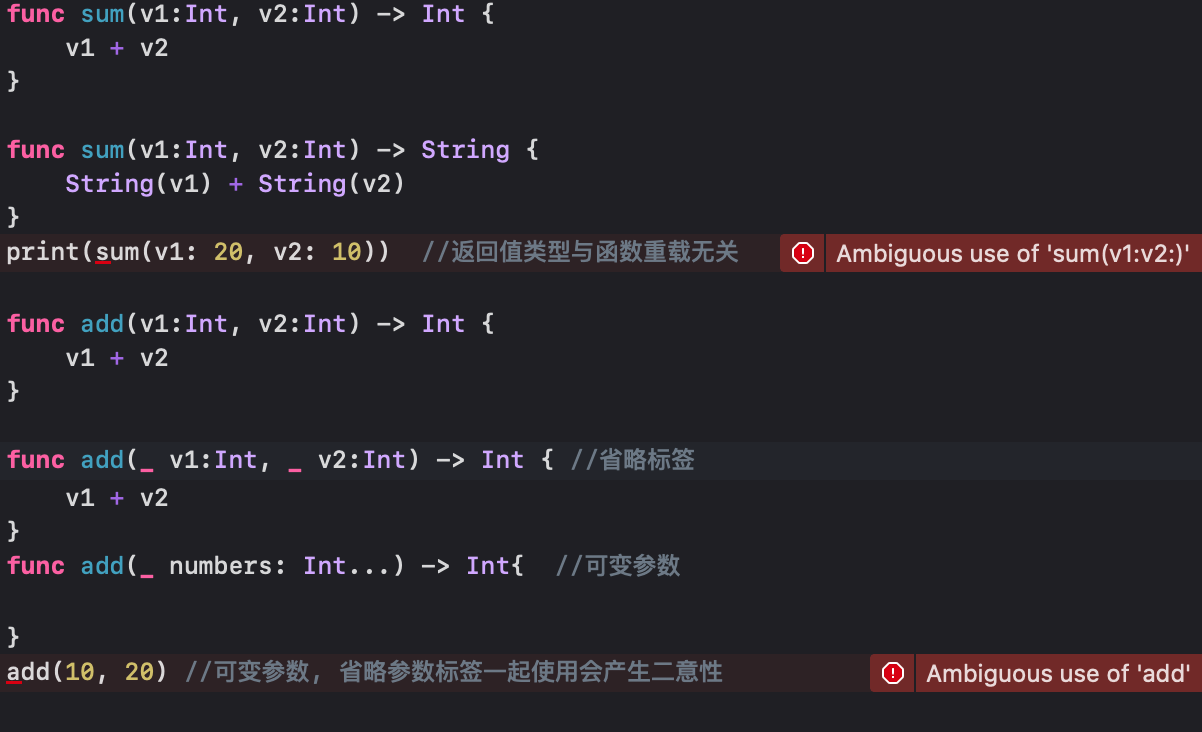 func sum(v1:Int, v2:Int) -> Int {
    v1 + v2
}
func sum(v1:Int, v2:Int) -> String {
    String(v1) + String(v2)
}
print(sum(v1: 20, v2: 10))  //返回值类型与函数重载无关 Ambiguous use of 'sum(v1:v2:)'
func add(v1:Int, v2:Int) -> Int {
    v1 + v2
}
func add(_ v1:Int, _ v2:Int) -> Int { //省略标签
    v1 + v2
}
func add(_ numbers: Int...) -> Int{  //可变参数
}
add(10, 20) //可变参数, 省略参数标签一起使用会产生二意性 Ambiguous use of 'add'